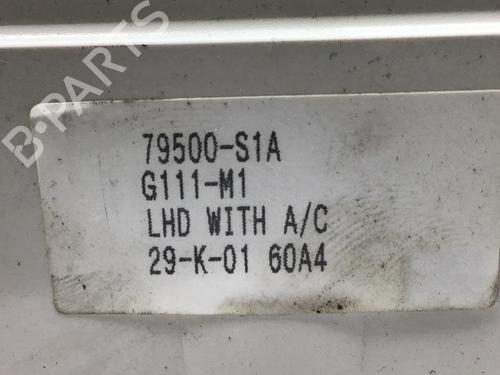 B-PARTS
79500-S1A
G111-M1
LHD WITH A/C
29-K-01 60A4